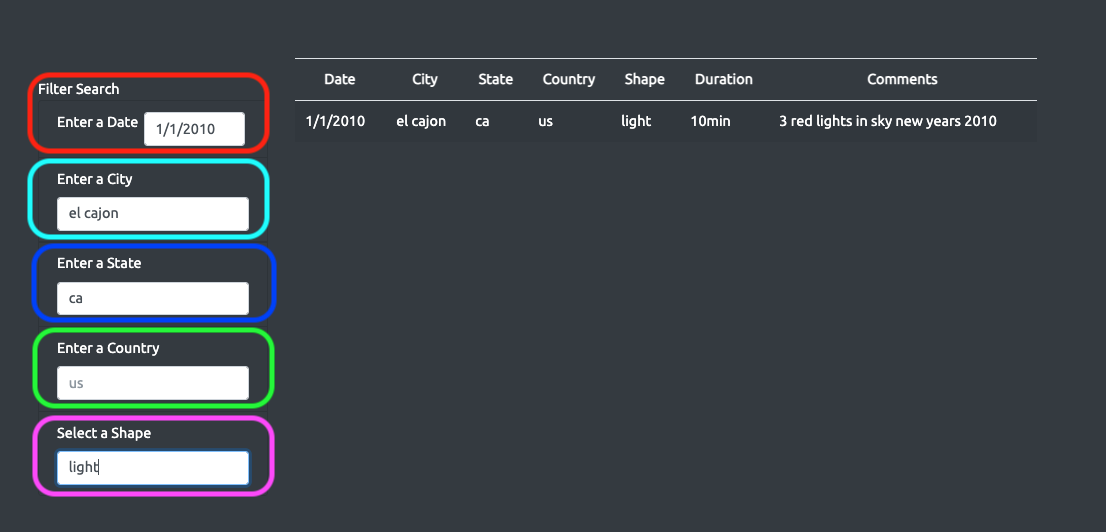 Filter Search
Enter a Date 1/1/2010
Enter a City
el cajon
Enter a State
ca
Enter a Country
us
Select a Shape
light
Date City State Country Shape Duration Comments
1/1/2010 el cajon ca us light 10min 3 red lights in sky new years 2010